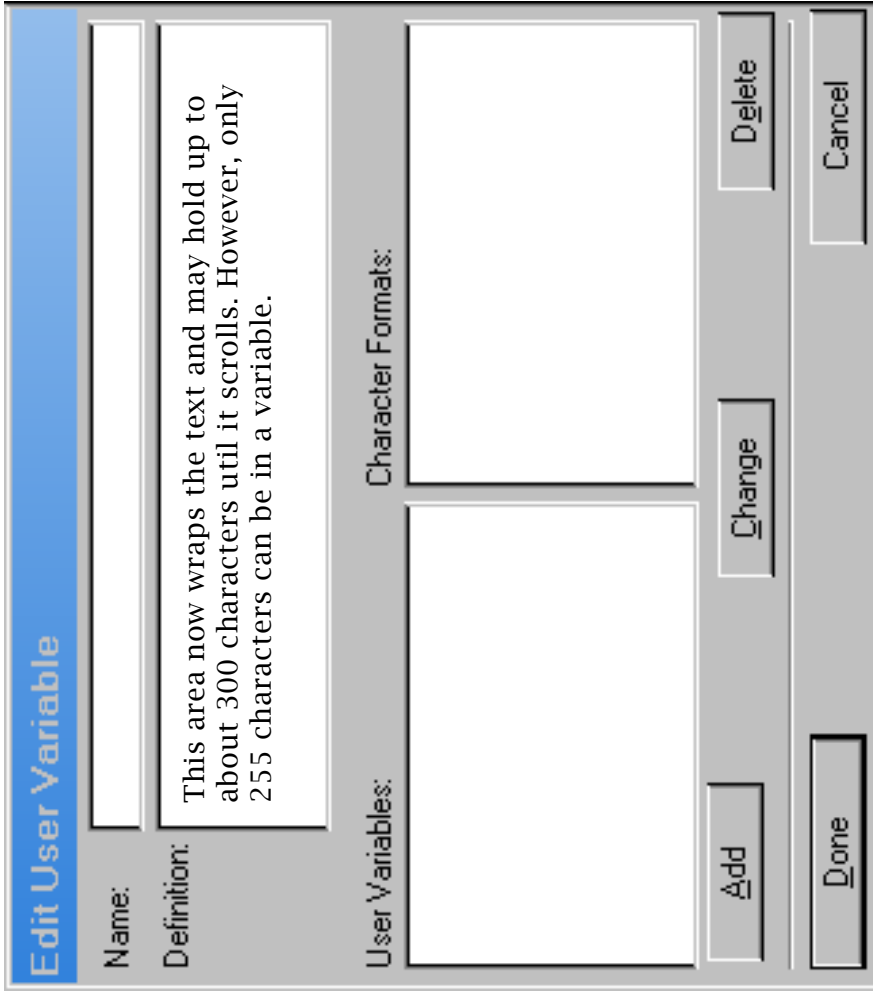 Edit User Variable
Name:
Definition:
This area now wraps the text and may hold up to
about 300 characters util it scrolls. However, only
255 characters can be in a variable.
User Variables:
Character Formats:
Add
Change
Delete
Done
Cancel